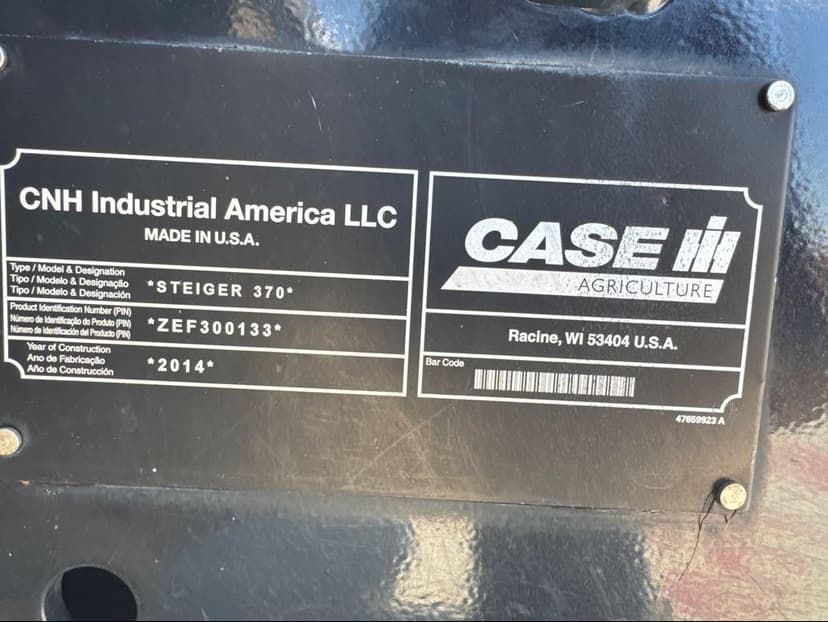 CNH Industrial America LLC
MADE IN U.S.A.
Type / Model & Designation
Tipo / Modelo & Designação
Tipo / Modelo & Designación
*STEIGER 370*
Product Identification Number (PIN)
Número de Identificação do Produto (PIN)
Número de Identificación del Producto (PIN)
*ZEF300133*
Year of Construction
Ano de Fabricação
Año de Construcción
*2014*
CASE IH
AGRICULTURE
Racine, WI 53404 U.S.A.
Bar Code
47659923 A